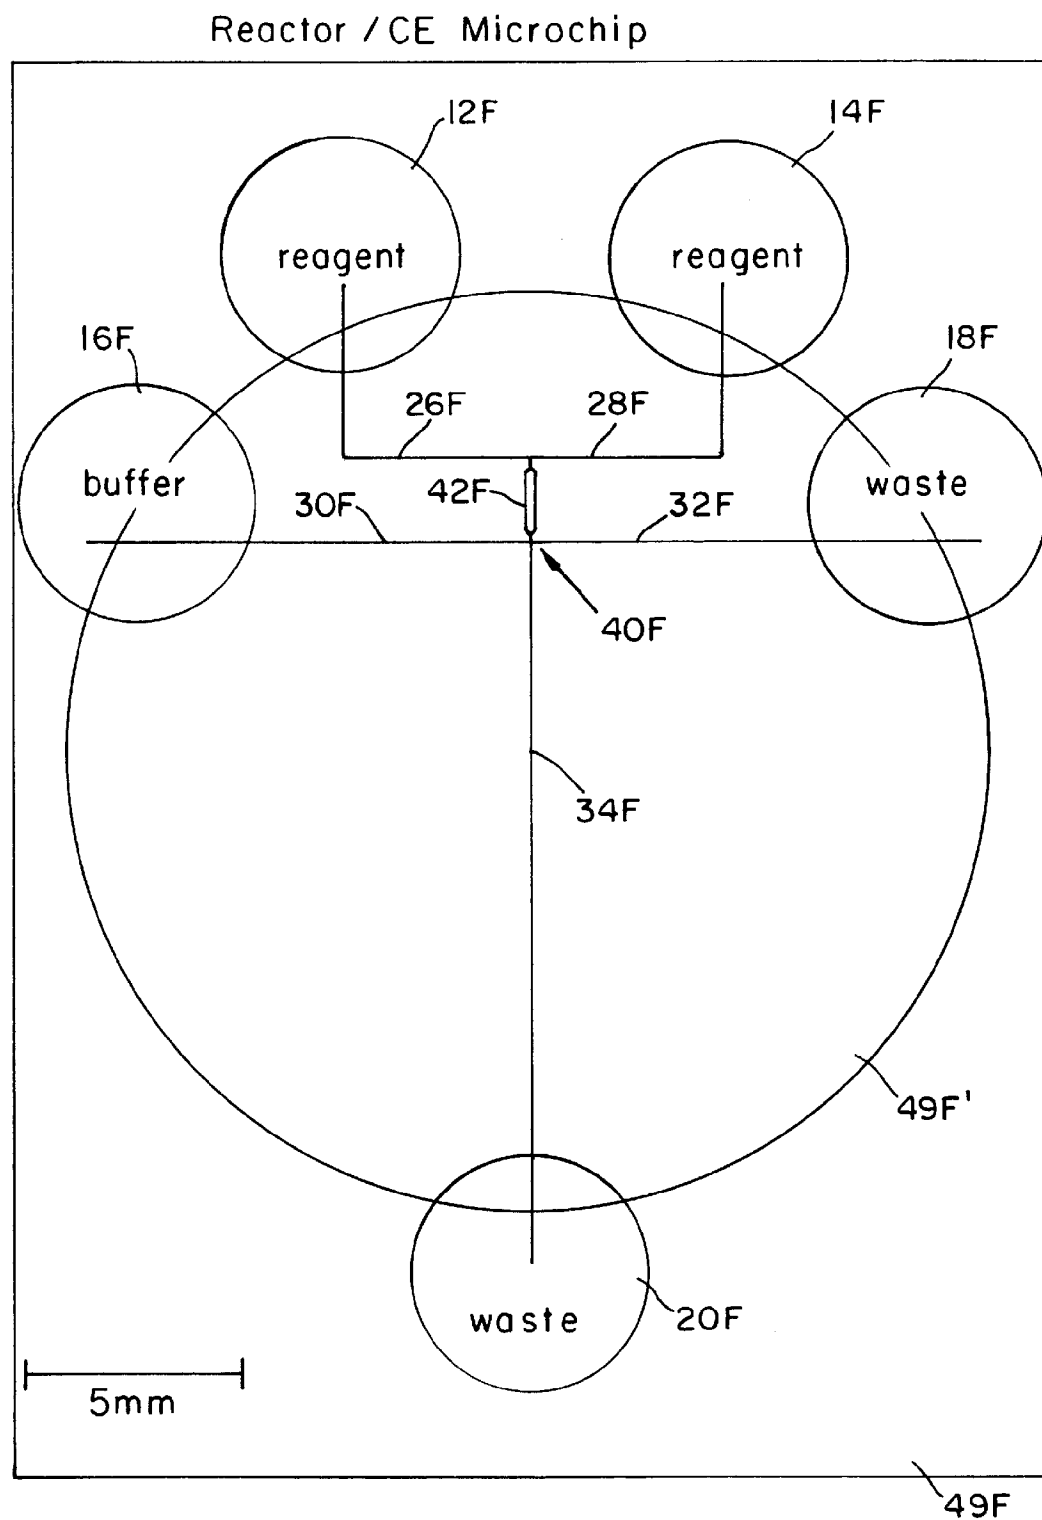 Reactor / CE Microchip
12F
14F
reagent
reagent
16F
18F
26F
28F
buffer
42F
waste
30F
32F
40F
34F
49F'
waste
20F
5mm
49F